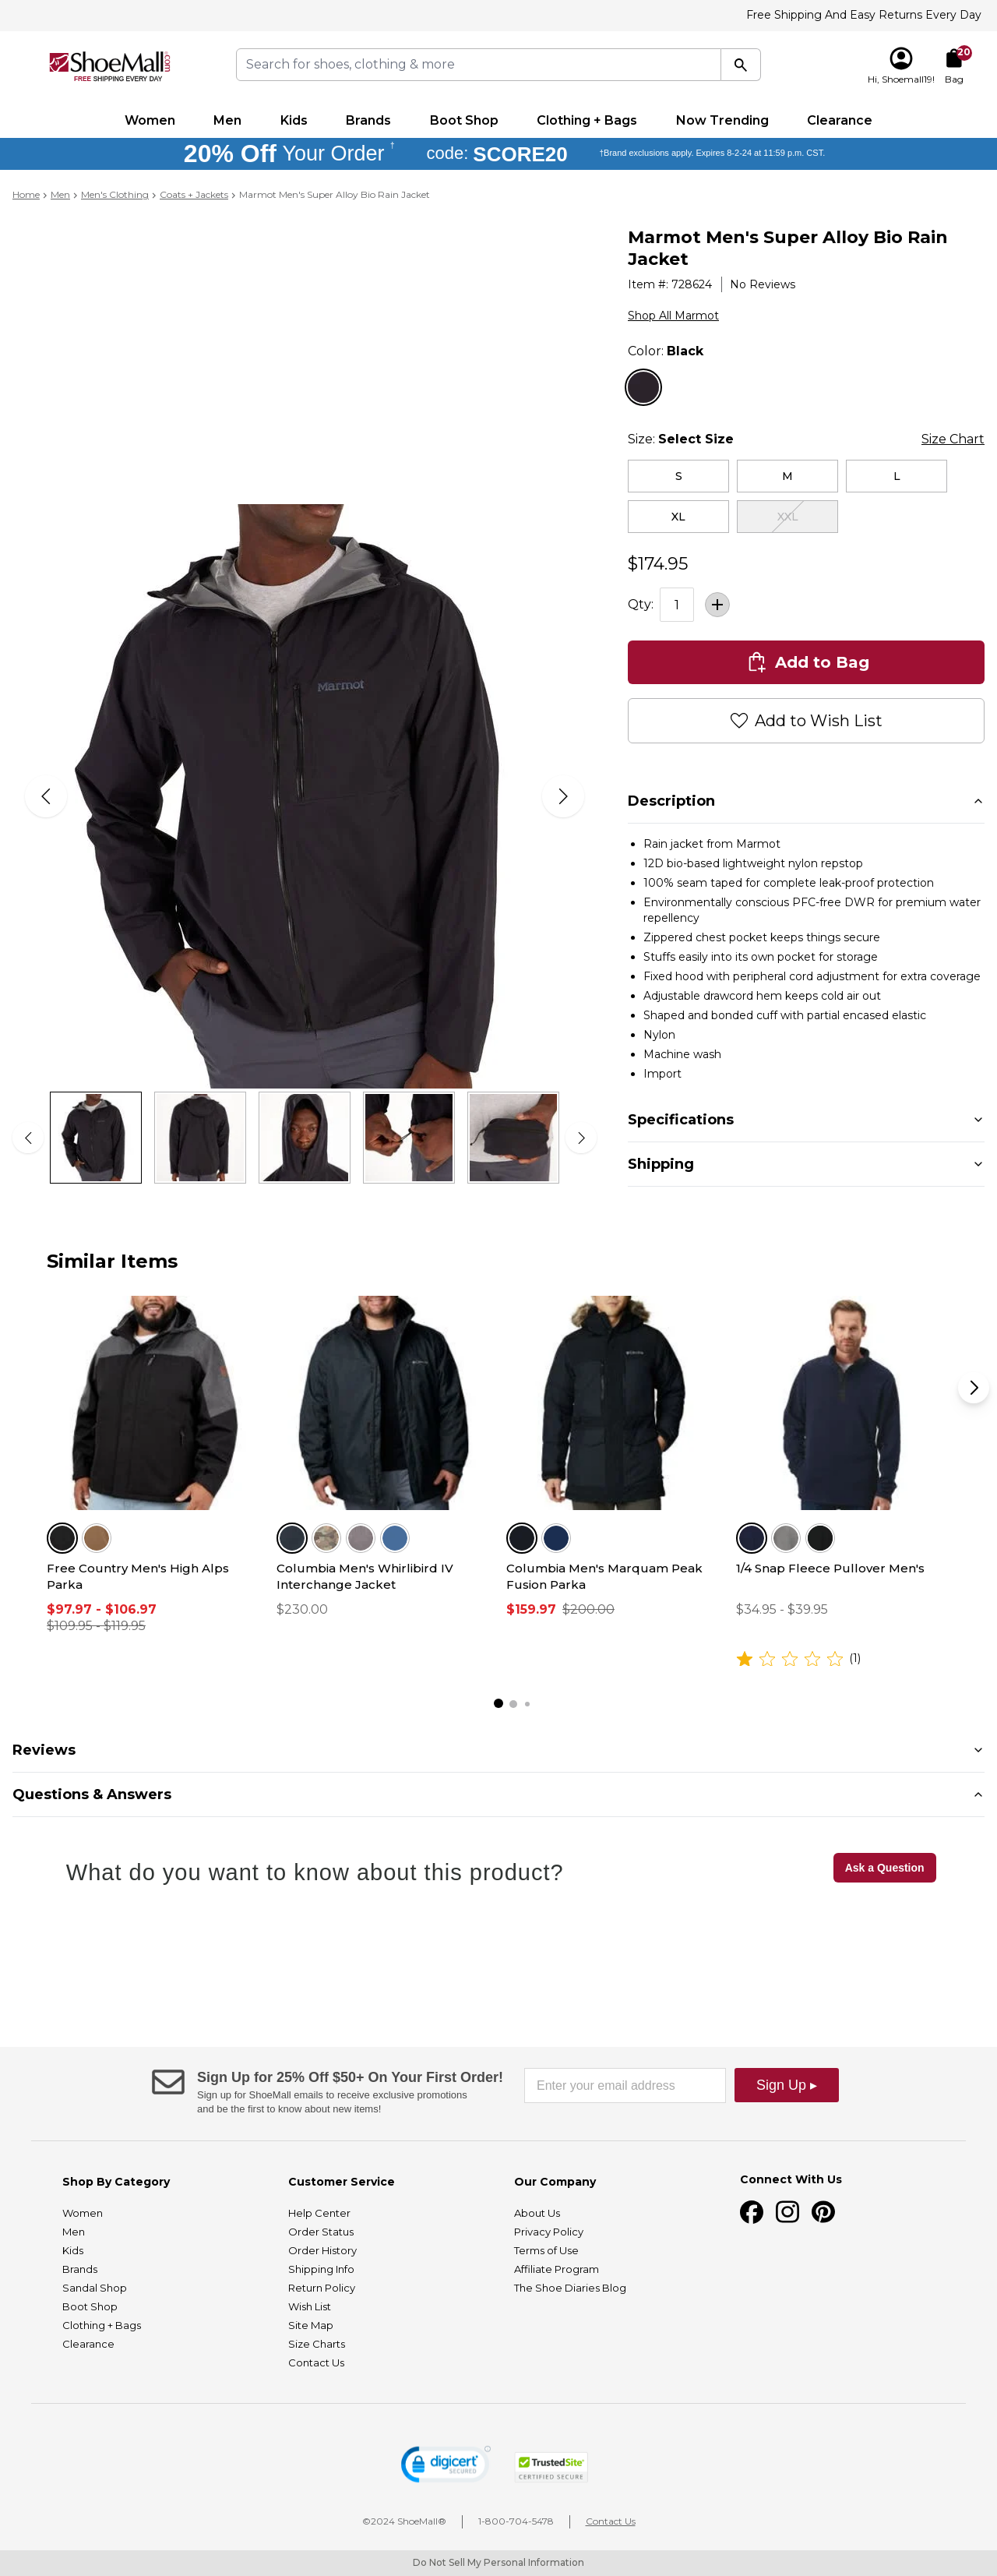 Free Shipping And Easy Returns Every Day
ShoeMall.com
FREE SHIPPING EVERY DAY
Search for shoes, clothing & more
20
Hi, Shoemall19!
Bag
Women
Men
Kids
Brands
Boot Shop
Clothing + Bags
Now Trending
Clearance
20% Off Your Order †
code: SCORE20
†Brand exclusions apply. Expires 8-2-24 at 11:59 p.m. CST.
Home > Men > Men's Clothing > Coats + Jackets > Marmot Men's Super Alloy Bio Rain Jacket
Marmot Men's Super Alloy Bio Rain
Jacket
Item #: 728624
No Reviews
Shop All Marmot
Color: Black
Size: Select Size
Size Chart
S
M
L
XL
XXL
$174.95
Qty:
1
Add to Bag
Add to Wish List
Marmot
Description
Rain jacket from Marmot
12D bio-based lightweight nylon repstop
100% seam taped for complete leak-proof protection
Environmentally conscious PFC-free DWR for premium water
repellency
Zippered chest pocket keeps things secure
Stuffs easily into its own pocket for storage
Fixed hood with peripheral cord adjustment for extra coverage
Adjustable drawcord hem keeps cold air out
Shaped and bonded cuff with partial encased elastic
Nylon
Machine wash
Import
Specifications
Shipping
Similar Items
Free Country Men's High Alps
Parka
$97.97 - $106.97
$109.95 - $119.95
Columbia Men's Whirlibird IV
Interchange Jacket
$230.00
Columbia Men's Marquam Peak
Fusion Parka
$159.97 $200.00
1/4 Snap Fleece Pullover Men's
$34.95 - $39.95
(1)
Reviews
Questions & Answers
What do you want to know about this product?
Ask a Question
Sign Up for 25% Off $50+ On Your First Order!
Sign up for ShoeMall emails to receive exclusive promotions
and be the first to know about new items!
Enter your email address
Sign Up ▸
Shop By Category
Women
Men
Kids
Brands
Sandal Shop
Boot Shop
Clothing + Bags
Clearance
Customer Service
Help Center
Order Status
Order History
Shipping Info
Return Policy
Wish List
Site Map
Size Charts
Contact Us
Our Company
About Us
Privacy Policy
Terms of Use
Affiliate Program
The Shoe Diaries Blog
Connect With Us
digicert
SECURED
TrustedSite
CERTIFIED SECURE
©2024 ShoeMall®
1-800-704-5478
Contact Us
Do Not Sell My Personal Information